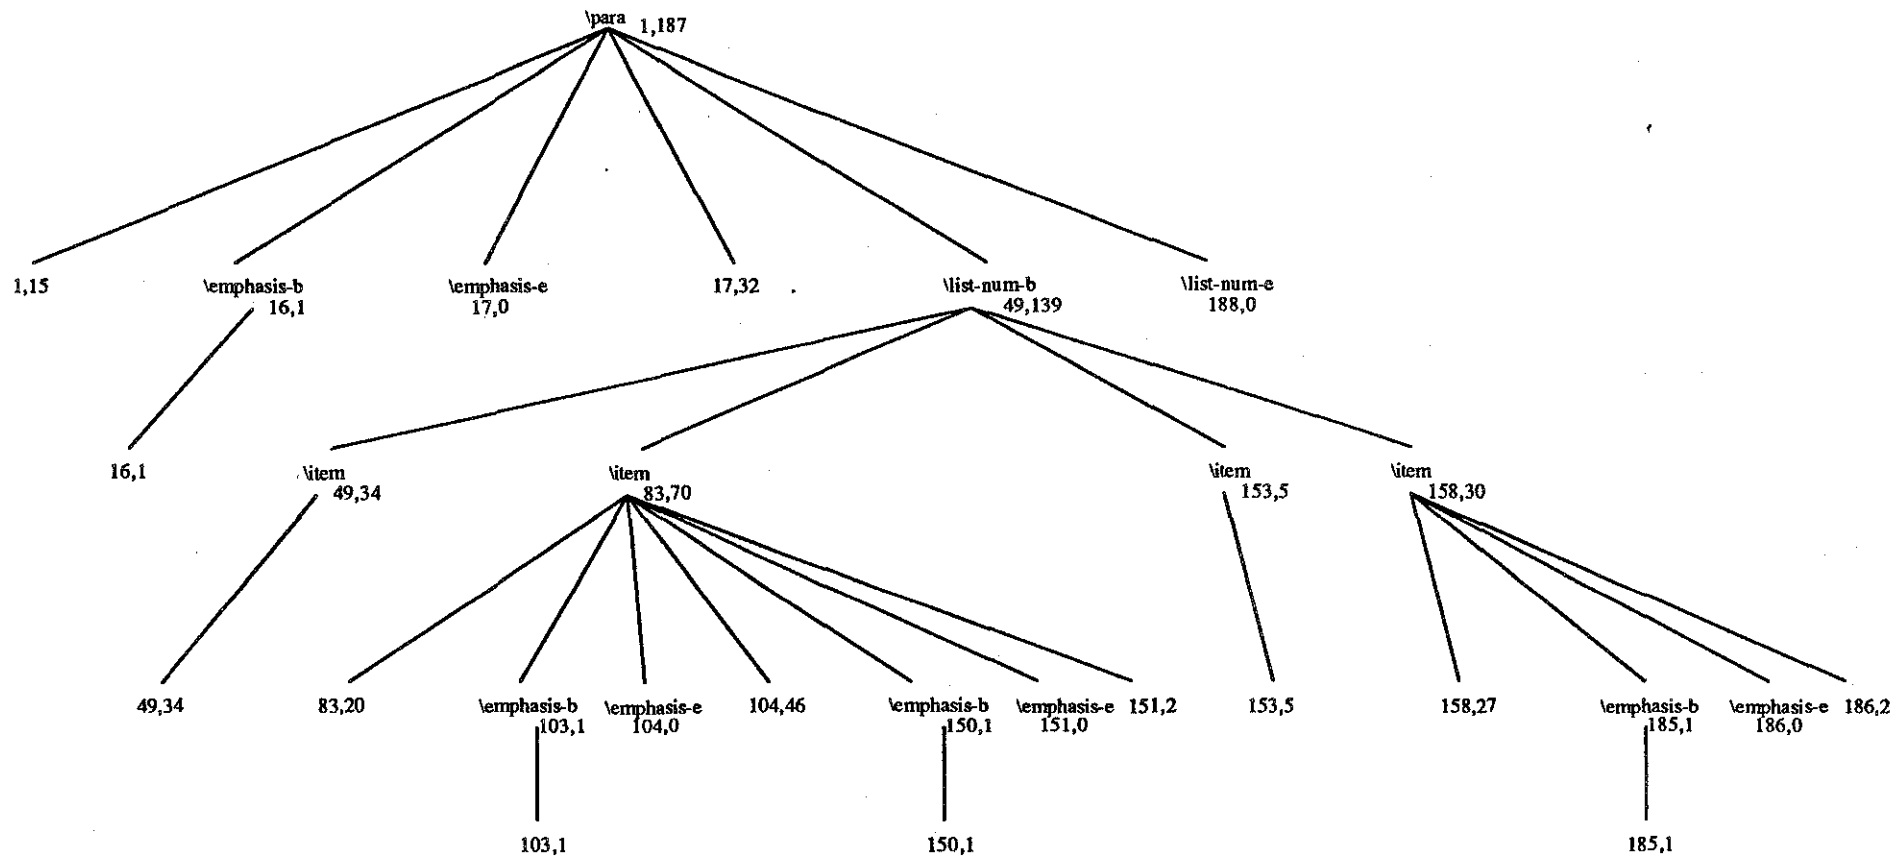 \para 1,187
1,15 \emphasis-b \emphasis-e 17,32 \list-num-b \list-num-e
16,1 17,0 49,139 188,0
16,1 \item \item \item \item
49,34 83,70 153,5 158,30
49,34 83,20 \emphasis-b \emphasis-e 104,46 \emphasis-b \emphasis-e 151,2 153,5 158,27 \emphasis-b \emphasis-e 186,2
103,1 104,0 150,1 151,0 185,1 186,0
103,1 150,1 185,1